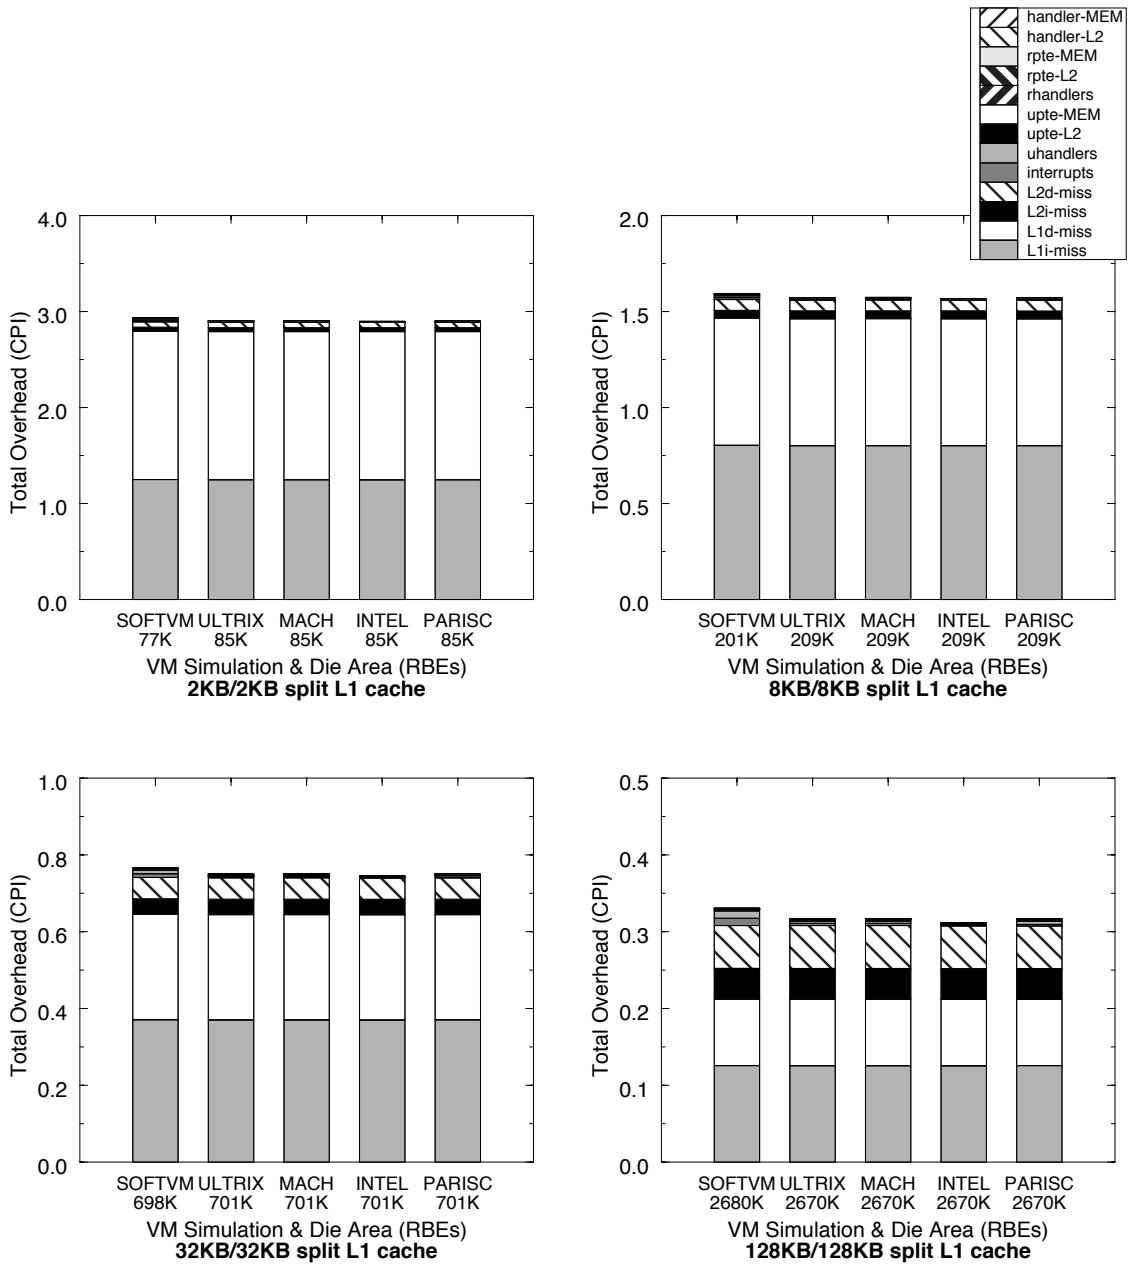 handler-MEM
handler-L2
rpte-MEM
rpte-L2
rhandlers
upte-MEM
upte-L2
uhandlers
interrupts
L2d-miss
L2i-miss
L1d-miss
L1i-miss
Total Overhead (CPI)
4.0
3.0
2.0
1.0
0.0
SOFTVM ULTRIX MACH INTEL PARISC
77K 85K 85K 85K 85K
VM Simulation & Die Area (RBEs)
2KB/2KB split L1 cache
Total Overhead (CPI)
2.0
1.5
1.0
0.5
0.0
SOFTVM ULTRIX MACH INTEL PARISC
201K 209K 209K 209K 209K
VM Simulation & Die Area (RBEs)
8KB/8KB split L1 cache
Total Overhead (CPI)
1.0
0.8
0.6
0.4
0.2
0.0
SOFTVM ULTRIX MACH INTEL PARISC
698K 701K 701K 701K 701K
VM Simulation & Die Area (RBEs)
32KB/32KB split L1 cache
Total Overhead (CPI)
0.5
0.4
0.3
0.2
0.1
0.0
SOFTVM ULTRIX MACH INTEL PARISC
2680K 2670K 2670K 2670K 2670K
VM Simulation & Die Area (RBEs)
128KB/128KB split L1 cache